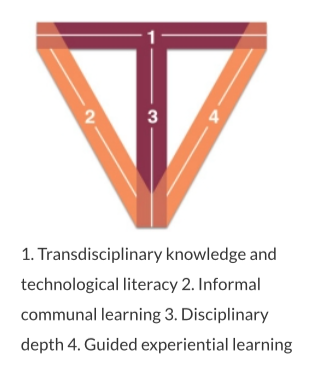 1
2
3
4
1. Transdisciplinary knowledge and
technological literacy 2. Informal
communal learning 3. Disciplinary
depth 4. Guided experiential learning